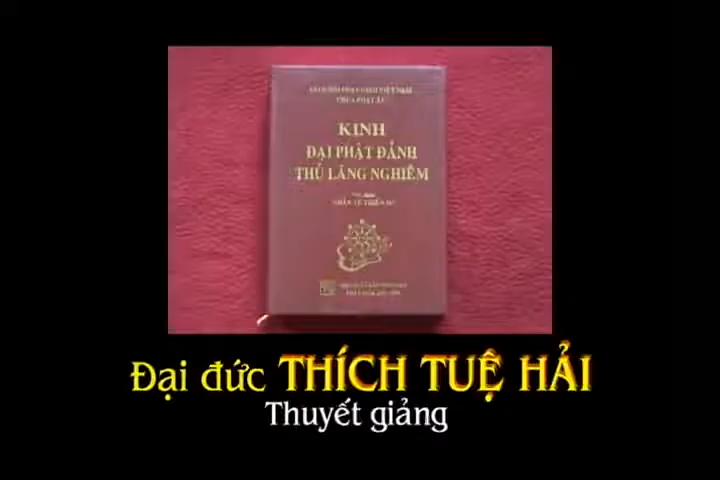 KINH
ĐẠI PHẬT ĐẢNH
THỦ LĂNG NGHIÊM
Đại đức THÍCH TUỆ HẢI
Thuyết giảng